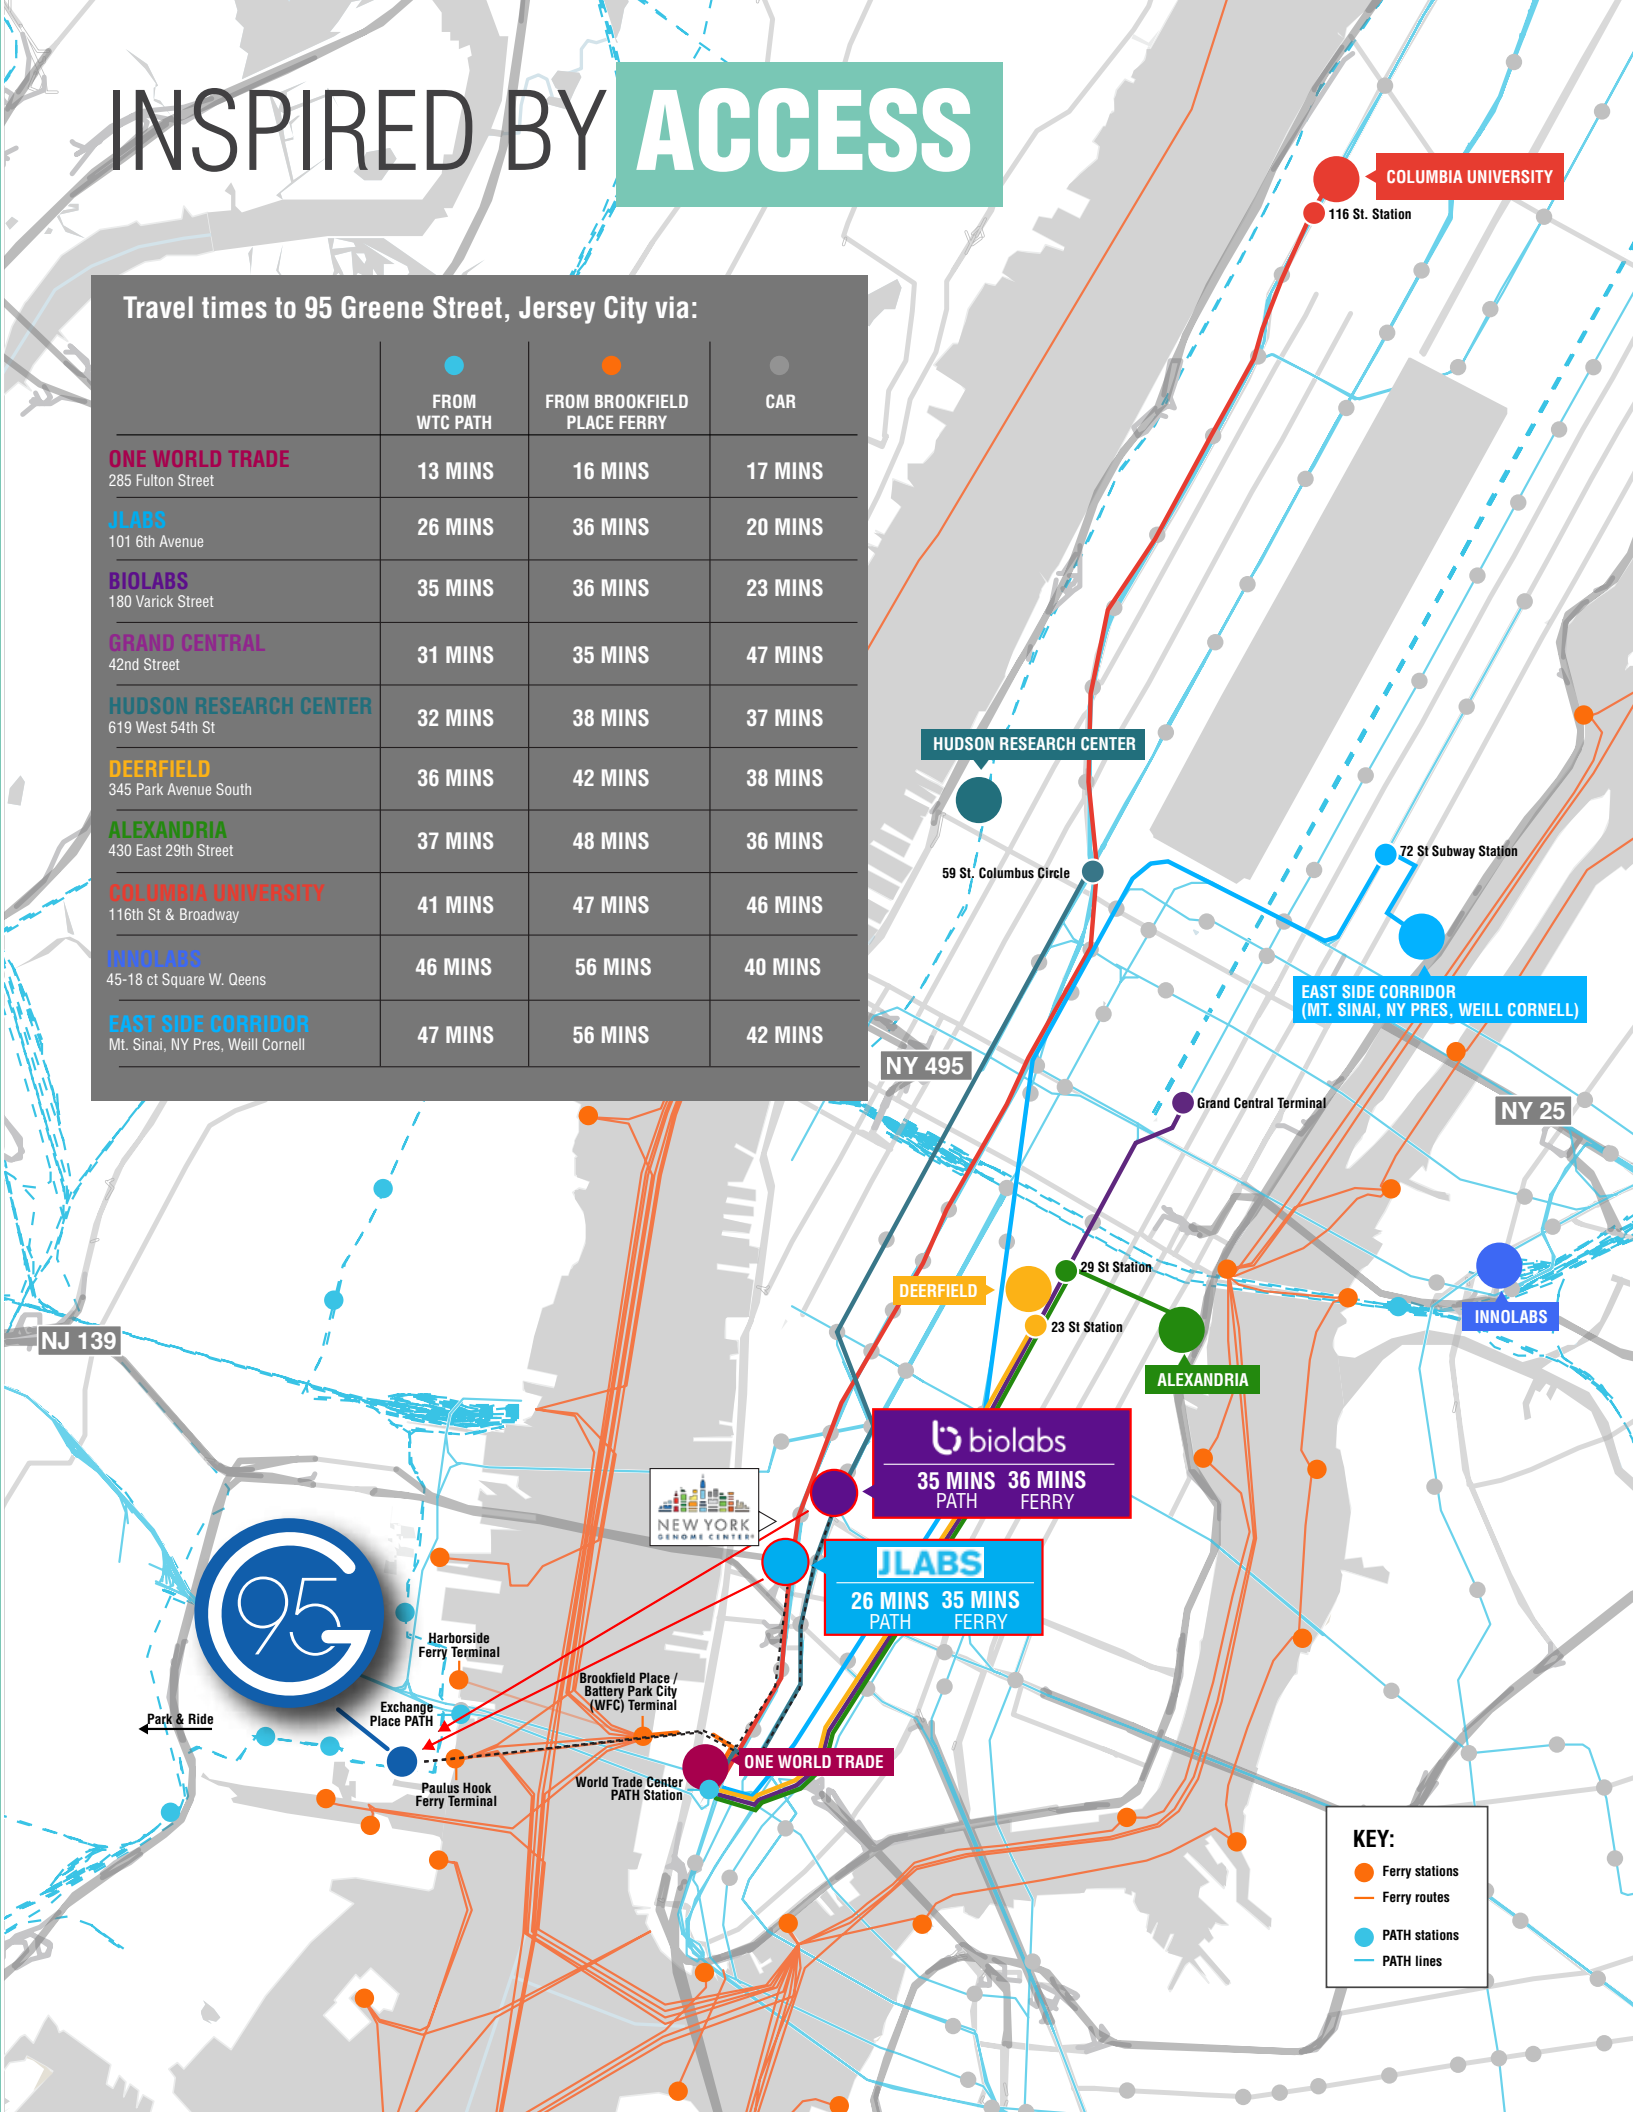 INSPIRED BY ACCESS
Travel times to 95 Greene Street, Jersey City via:
FROM
WTC PATH
FROM BROOKFIELD
PLACE FERRY
CAR
ONE WORLD TRADE
285 Fulton Street
13 MINS
16 MINS
17 MINS
JLABS
101 6th Avenue
26 MINS
36 MINS
20 MINS
BIOLABS
180 Varick Street
35 MINS
36 MINS
23 MINS
GRAND CENTRAL
42nd Street
31 MINS
35 MINS
47 MINS
HUDSON RESEARCH CENTER
619 West 54th St
32 MINS
38 MINS
37 MINS
DEERFIELD
345 Park Avenue South
36 MINS
42 MINS
38 MINS
ALEXANDRIA
430 East 29th Street
37 MINS
48 MINS
36 MINS
COLUMBIA UNIVERSITY
116th St & Broadway
41 MINS
47 MINS
46 MINS
INNOLABS
45-18 ct Square W. Qeens
46 MINS
56 MINS
40 MINS
EAST SIDE CORRIDOR
Mt. Sinai, NY Pres, Weill Cornell
47 MINS
56 MINS
42 MINS
COLUMBIA UNIVERSITY
116 St. Station
HUDSON RESEARCH CENTER
59 St. Columbus Circle
72 St Subway Station
EAST SIDE CORRIDOR
(MT. SINAI, NY PRES, WEILL CORNELL)
NY 495
Grand Central Terminal
NY 25
29 St Station
DEERFIELD
23 St Station
INNOLABS
NJ 139
ALEXANDRIA
biolabs
35 MINS 36 MINS
PATH FERRY
NEW YORK
GENOME CENTER
JLABS
26 MINS 35 MINS
PATH FERRY
95 G
Harborside
Ferry Terminal
Brookfield Place /
Battery Park City
(WFC) Terminal
Exchange
Place PATH
Park & Ride
ONE WORLD TRADE
World Trade Center
PATH Station
Paulus Hook
Ferry Terminal
KEY:
Ferry stations
Ferry routes
PATH stations
PATH lines